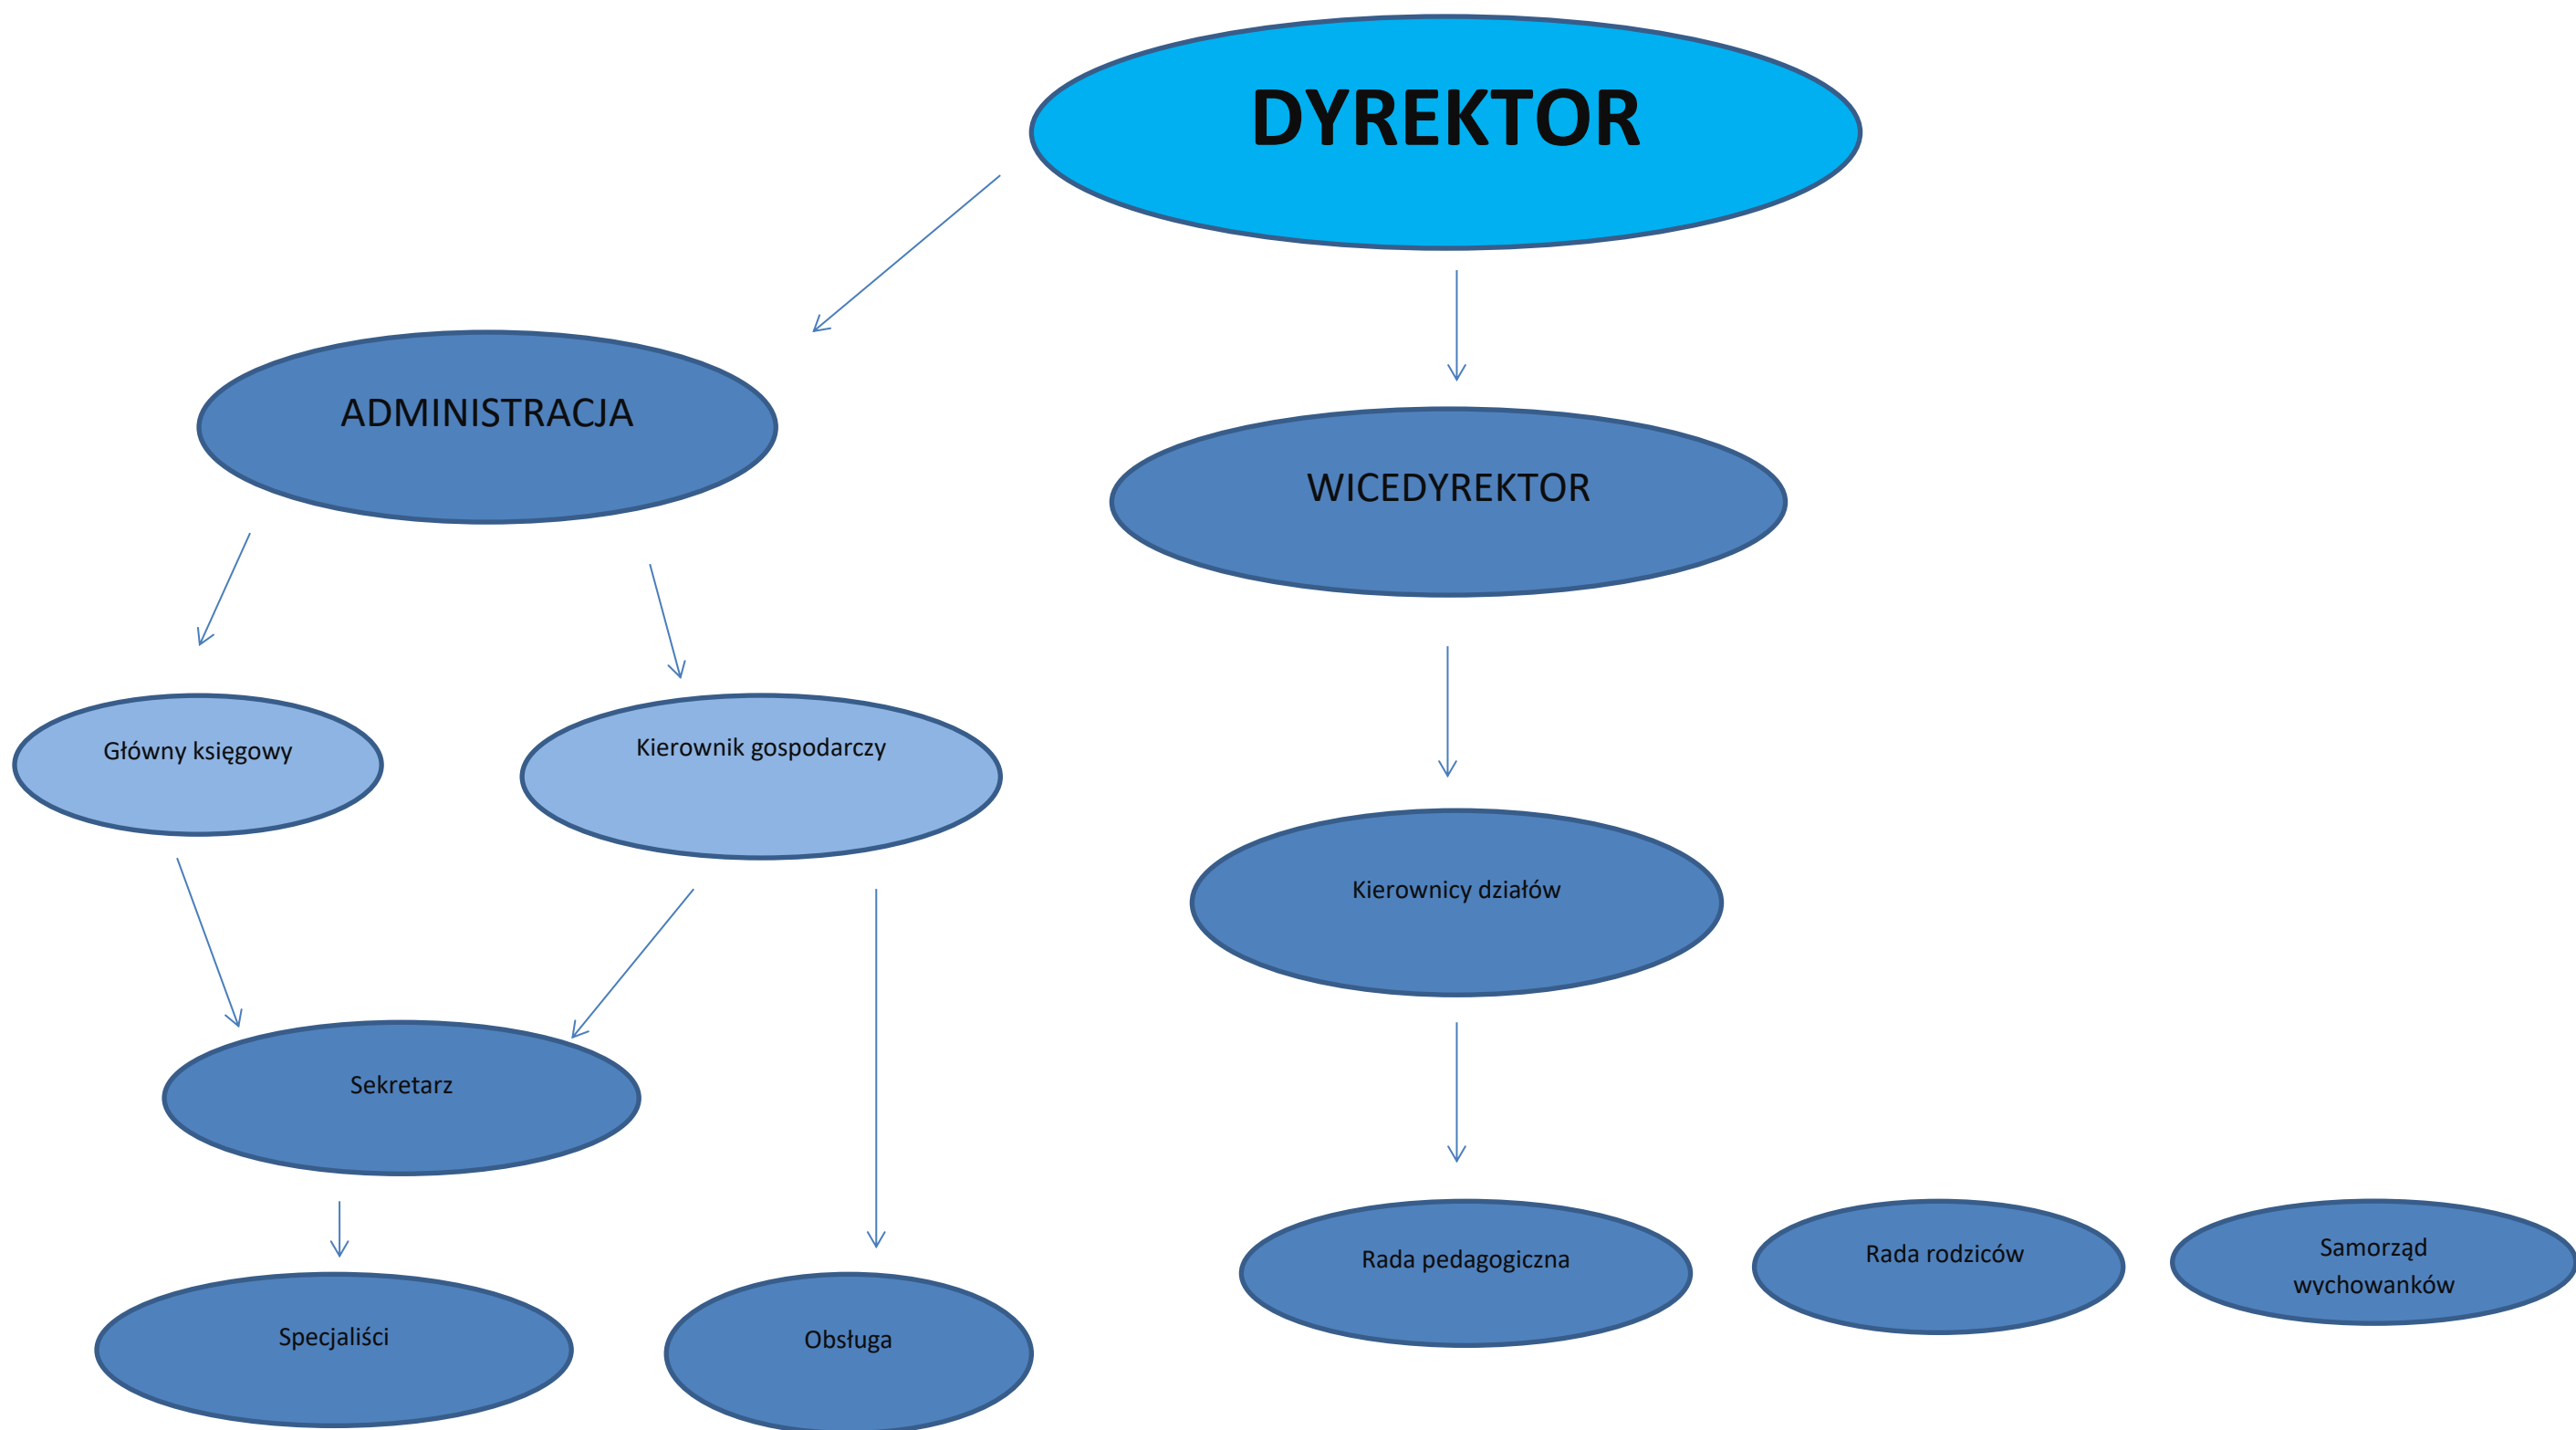 DYREKTOR
ADMINISTRACJA
WICEDYREKTOR
Główny księgowy
Kierownik gospodarczy
Kierownicy działów
Sekretarz
Rada pedagogiczna
Rada rodziców
Samorząd
wychowanków
Specjaliści
Obsługa